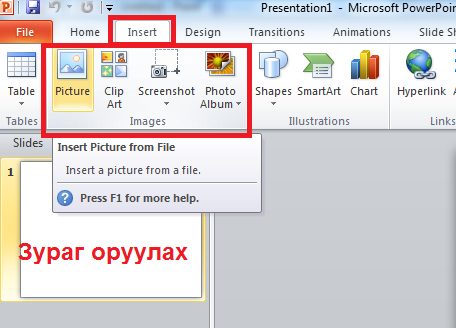 Presentation1 - Microsoft PowerPoin
File Home Insert Design Transitions Animations Slide Sh
Table Picture Clip Art Screenshot Photo Album Shapes SmartArt Chart Hyperlink
Tables Images Illustrations Links
Slides
Insert Picture from File
Insert a picture from a file.
Press F1 for more help.
1
Зураг оруулах